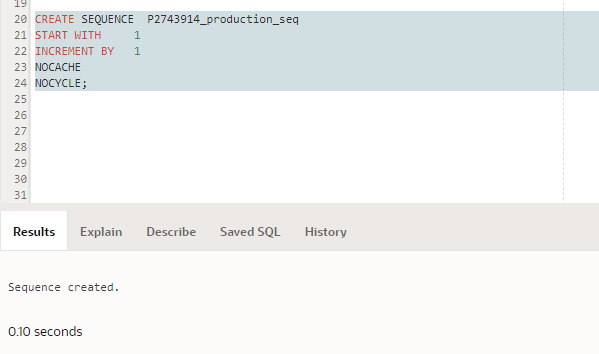 19
20 CREATE SEQUENCE  P2743914_production_seq
21 START WITH     1
22 INCREMENT BY   1
23 NOCACHE
24 NOCYCLE;
25
26
27
28
29
30
31
Results Explain Describe Saved SQL History
Sequence created.
0.10 seconds